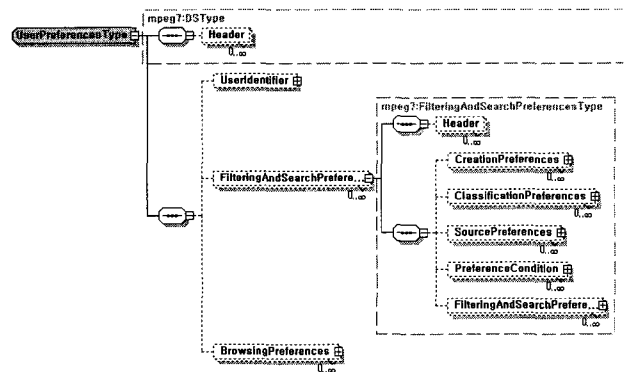 mpeg7:DSType
UserPreferencesType
Header
0..∞
UserIdentifier
mpeg7:FilteringAndSearchPreferencesType
Header
0..∞
CreationPreferences
0..∞
FilteringAndSearchPrefere...
0..∞
ClassificationPreferences
0..∞
SourcePreferences
0..∞
PreferenceCondition
0..∞
FilteringAndSearchPrefere...
0..∞
BrowsingPreferences
0..∞